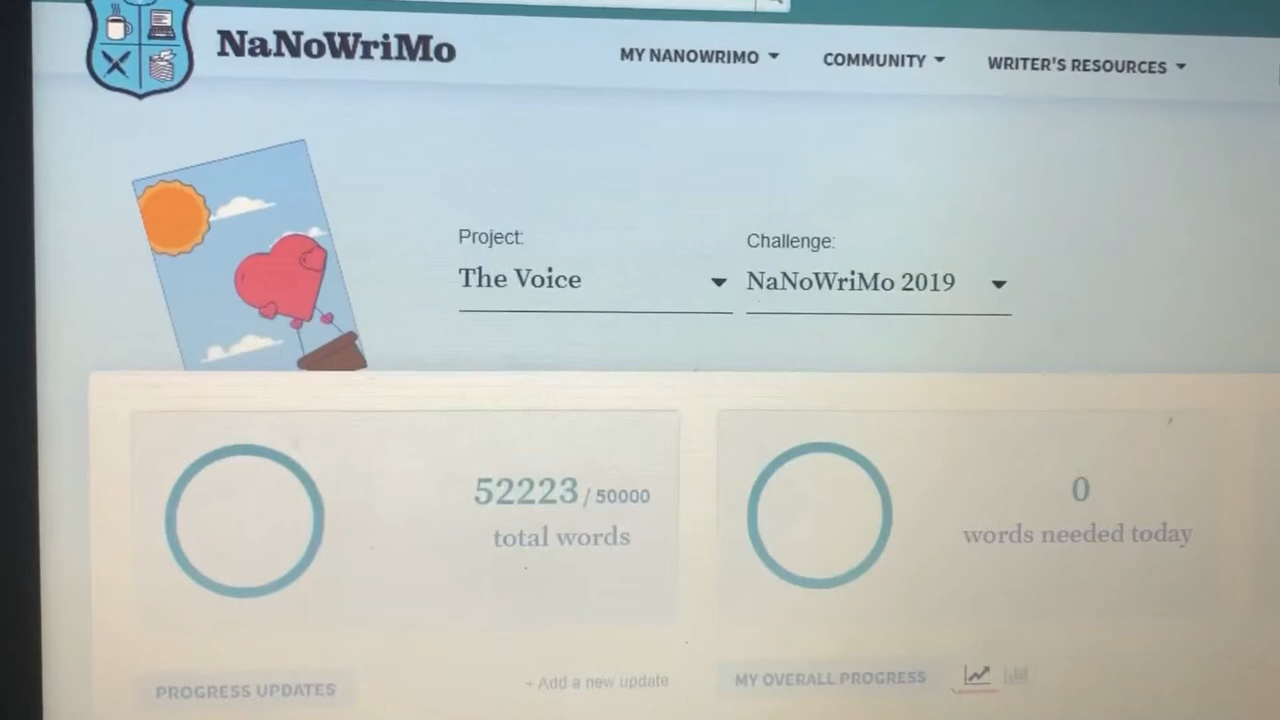 NaNoWriMo
MY NANOWRIMO
COMMUNITY
WRITER'S RESOURCES
Project:
The Voice
Challenge:
NaNoWriMo 2019
52223 / 50000
total words
0
words needed today
PROGRESS UPDATES
+ Add a new update
MY OVERALL PROGRESS